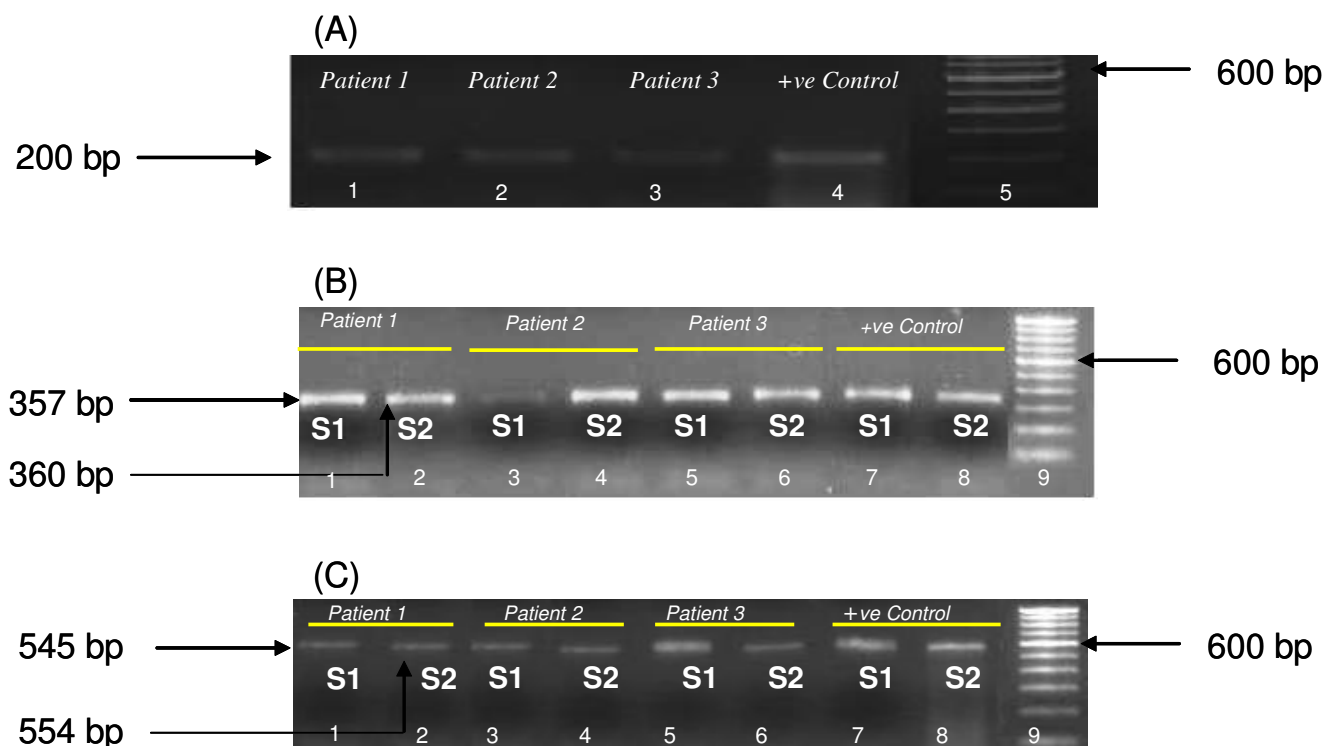 (A)
Patient 1 Patient 2 Patient 3 +ve Control
600 bp
200 bp
1 2 3 4 5
(B)
Patient 1 Patient 2 Patient 3 +ve Control
600 bp
357 bp
S1 S2 S1 S2 S1 S2 S1 S2
360 bp
1 2 3 4 5 6 7 8 9
(C)
Patient 1 Patient 2 Patient 3 +ve Control
545 bp
600 bp
S1 S2 S1 S2 S1 S2 S1 S2
554 bp
1 2 3 4 5 6 7 8 9